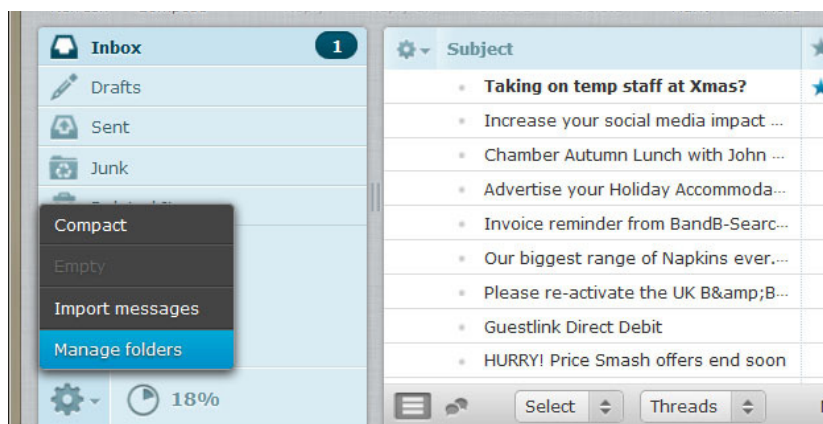 Inbox
1
Drafts
Sent
Junk
Compact
Empty
Import messages
Manage folders
18%
Subject
Taking on temp staff at Xmas?
Increase your social media impact ...
Chamber Autumn Lunch with John ...
Advertise your Holiday Accommoda...
Invoice reminder from BandB-Searc...
Our biggest range of Napkins ever....
Please re-activate the UK B&amp;B...
Guestlink Direct Debit
HURRY! Price Smash offers end soon
Select
Threads